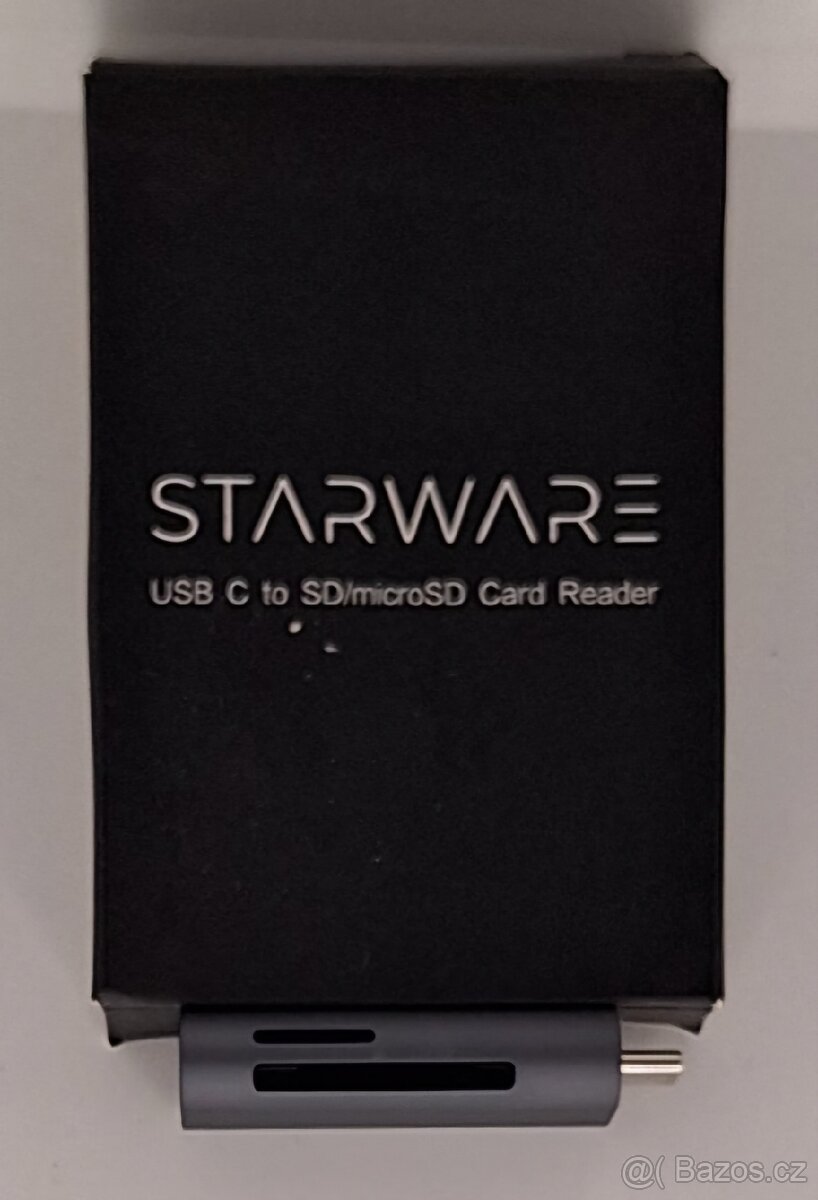 STARWARE
USB C to SD/microSD Card Reader
@( Bazos.cz